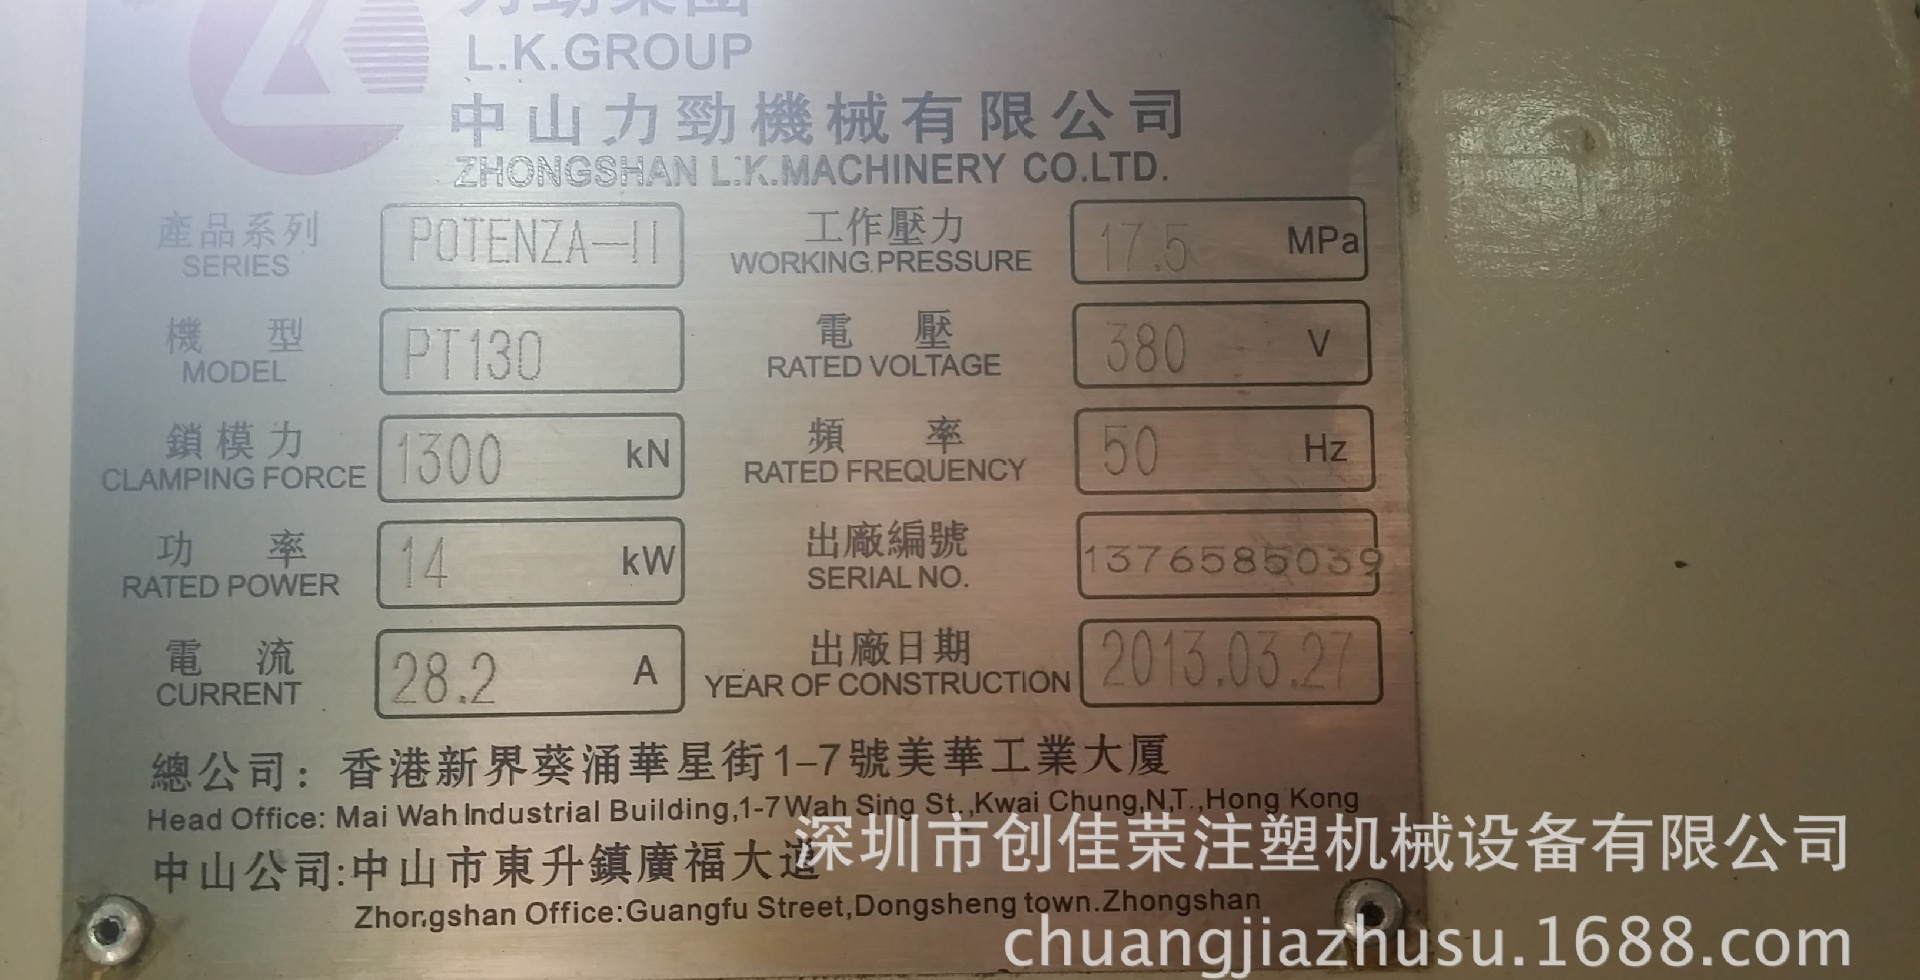 力勁集團
L.K.GROUP
中山力勁機械有限公司
ZHONGSHAN L.K.MACHINERY CO.LTD.
產品系列 POTENZA-II 工作壓力 17.5 MPa
SERIES WORKING PRESSURE
機 型 PT130 電 壓 380 V
MODEL RATED VOLTAGE
鎖模力 1300 kN 頻 率 50 Hz
CLAMPING FORCE RATED FREQUENCY
功 率 14 kW 出廠編號 1376585039
RATED POWER SERIAL NO.
電 流 28.2 A 出廠日期 2013.03.27
CURRENT YEAR OF CONSTRUCTION
總公司: 香港新界葵涌華星街1-7號美華工業大厦
Head Office: Mai Wah Industrial Building,1-7Wah Sing St.,Kwai Chung,N,T.,Hong Kong
中山公司:中山市東升鎮廣福大道
Zhongshan Office:Guangfu Street,Dongsheng town.Zhongshan
深圳市创佳荣注塑机械设备有限公司
chuangjiazhusu.1688.com